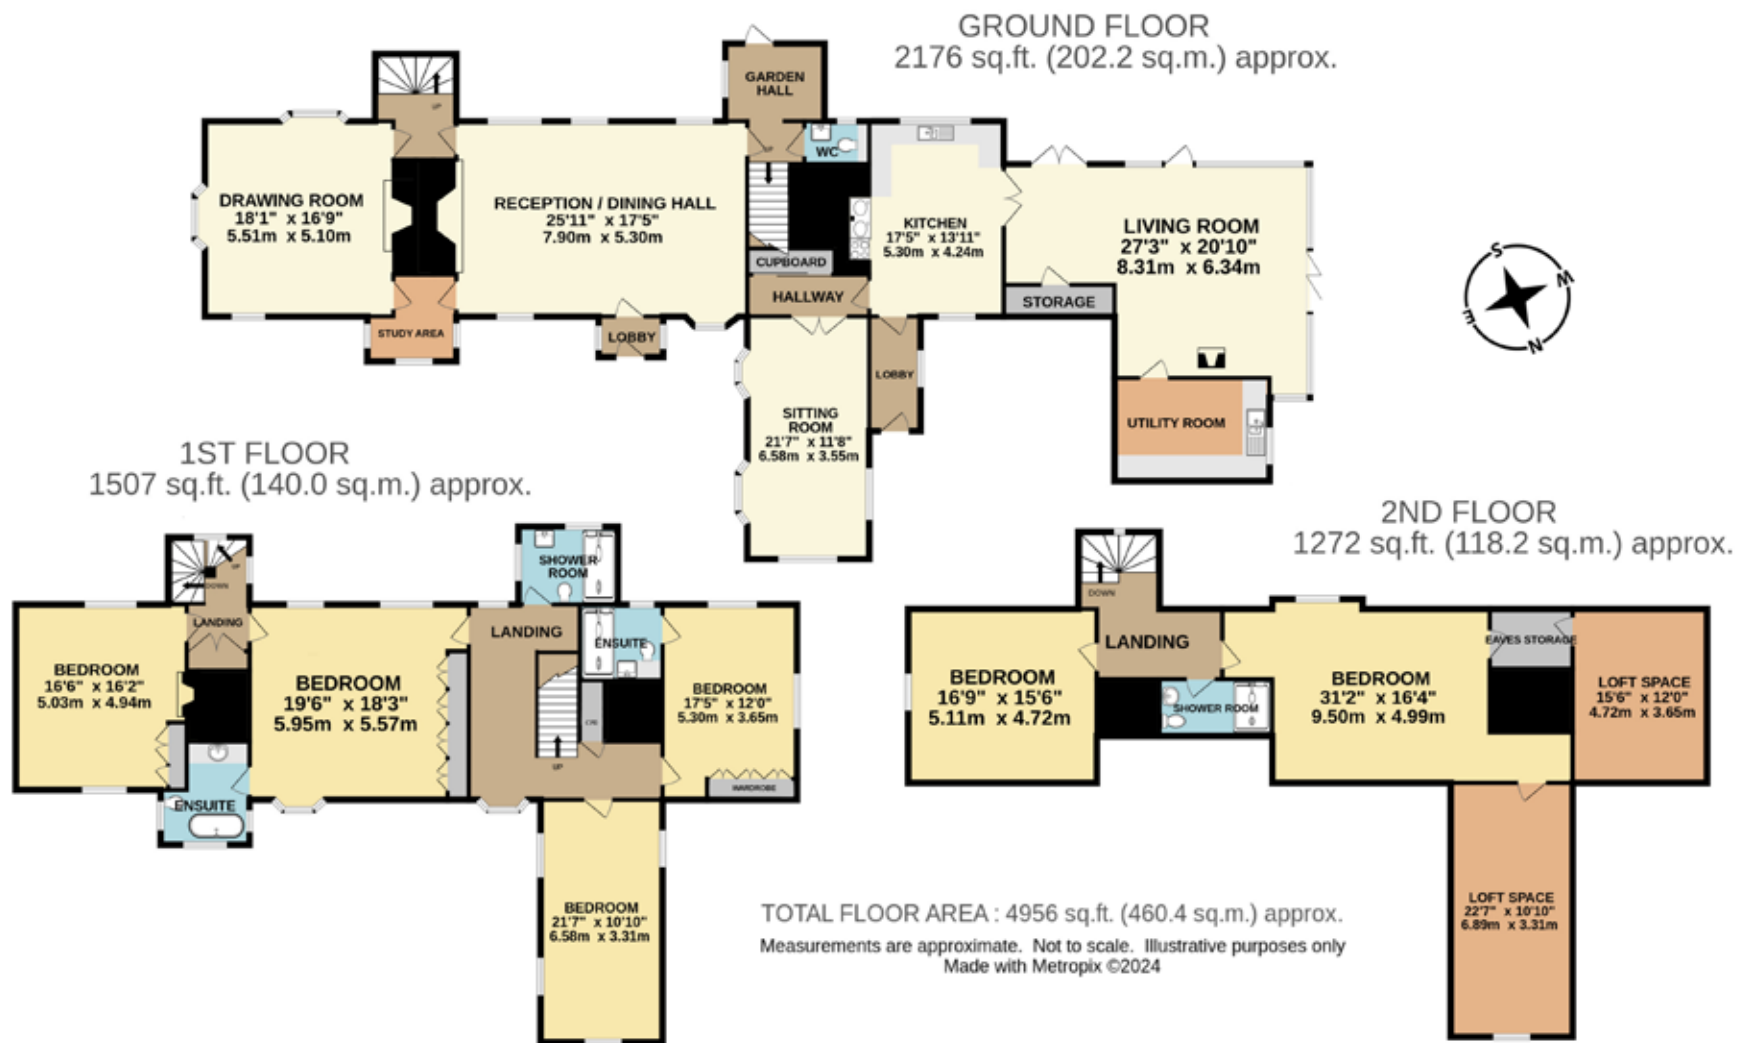 GROUND FLOOR
2176 sq.ft. (202.2 sq.m.) approx.
GARDEN
HALL
UP
UP
WC
DRAWING ROOM
18'1" x 16'9"
5.51m x 5.10m
RECEPTION / DINING HALL
25'11" x 17'5"
7.90m x 5.30m
KITCHEN
17'5" x 13'11"
5.30m x 4.24m
LIVING ROOM
27'3" x 20'10"
8.31m x 6.34m
CUPBOARD
HALLWAY
STORAGE
STUDY AREA
LOBBY
LOBBY
SITTING
ROOM
21'7" x 11'8"
6.58m x 3.55m
UTILITY ROOM
S
W
E
N
1ST FLOOR
1507 sq.ft. (140.0 sq.m.) approx.
SHOWER
ROOM
UP
DOWN
LANDING
LANDING
ENSUITE
BEDROOM
16'6" x 16'2"
5.03m x 4.94m
BEDROOM
19'6" x 18'3"
5.95m x 5.57m
BEDROOM
17'5" x 12'0"
5.30m x 3.65m
CPD
UP
WARDROBE
ENSUITE
BEDROOM
21'7" x 10'10"
6.58m x 3.31m
2ND FLOOR
1272 sq.ft. (118.2 sq.m.) approx.
DOWN
LANDING
EAVES STORAGE
BEDROOM
16'9" x 15'6"
5.11m x 4.72m
BEDROOM
31'2" x 16'4"
9.50m x 4.99m
LOFT SPACE
15'6" x 12'0"
4.72m x 3.65m
SHOWER ROOM
LOFT SPACE
22'7" x 10'10"
6.89m x 3.31m
TOTAL FLOOR AREA : 4956 sq.ft. (460.4 sq.m.) approx.
Measurements are approximate. Not to scale. Illustrative purposes only
Made with Metropix ©2024